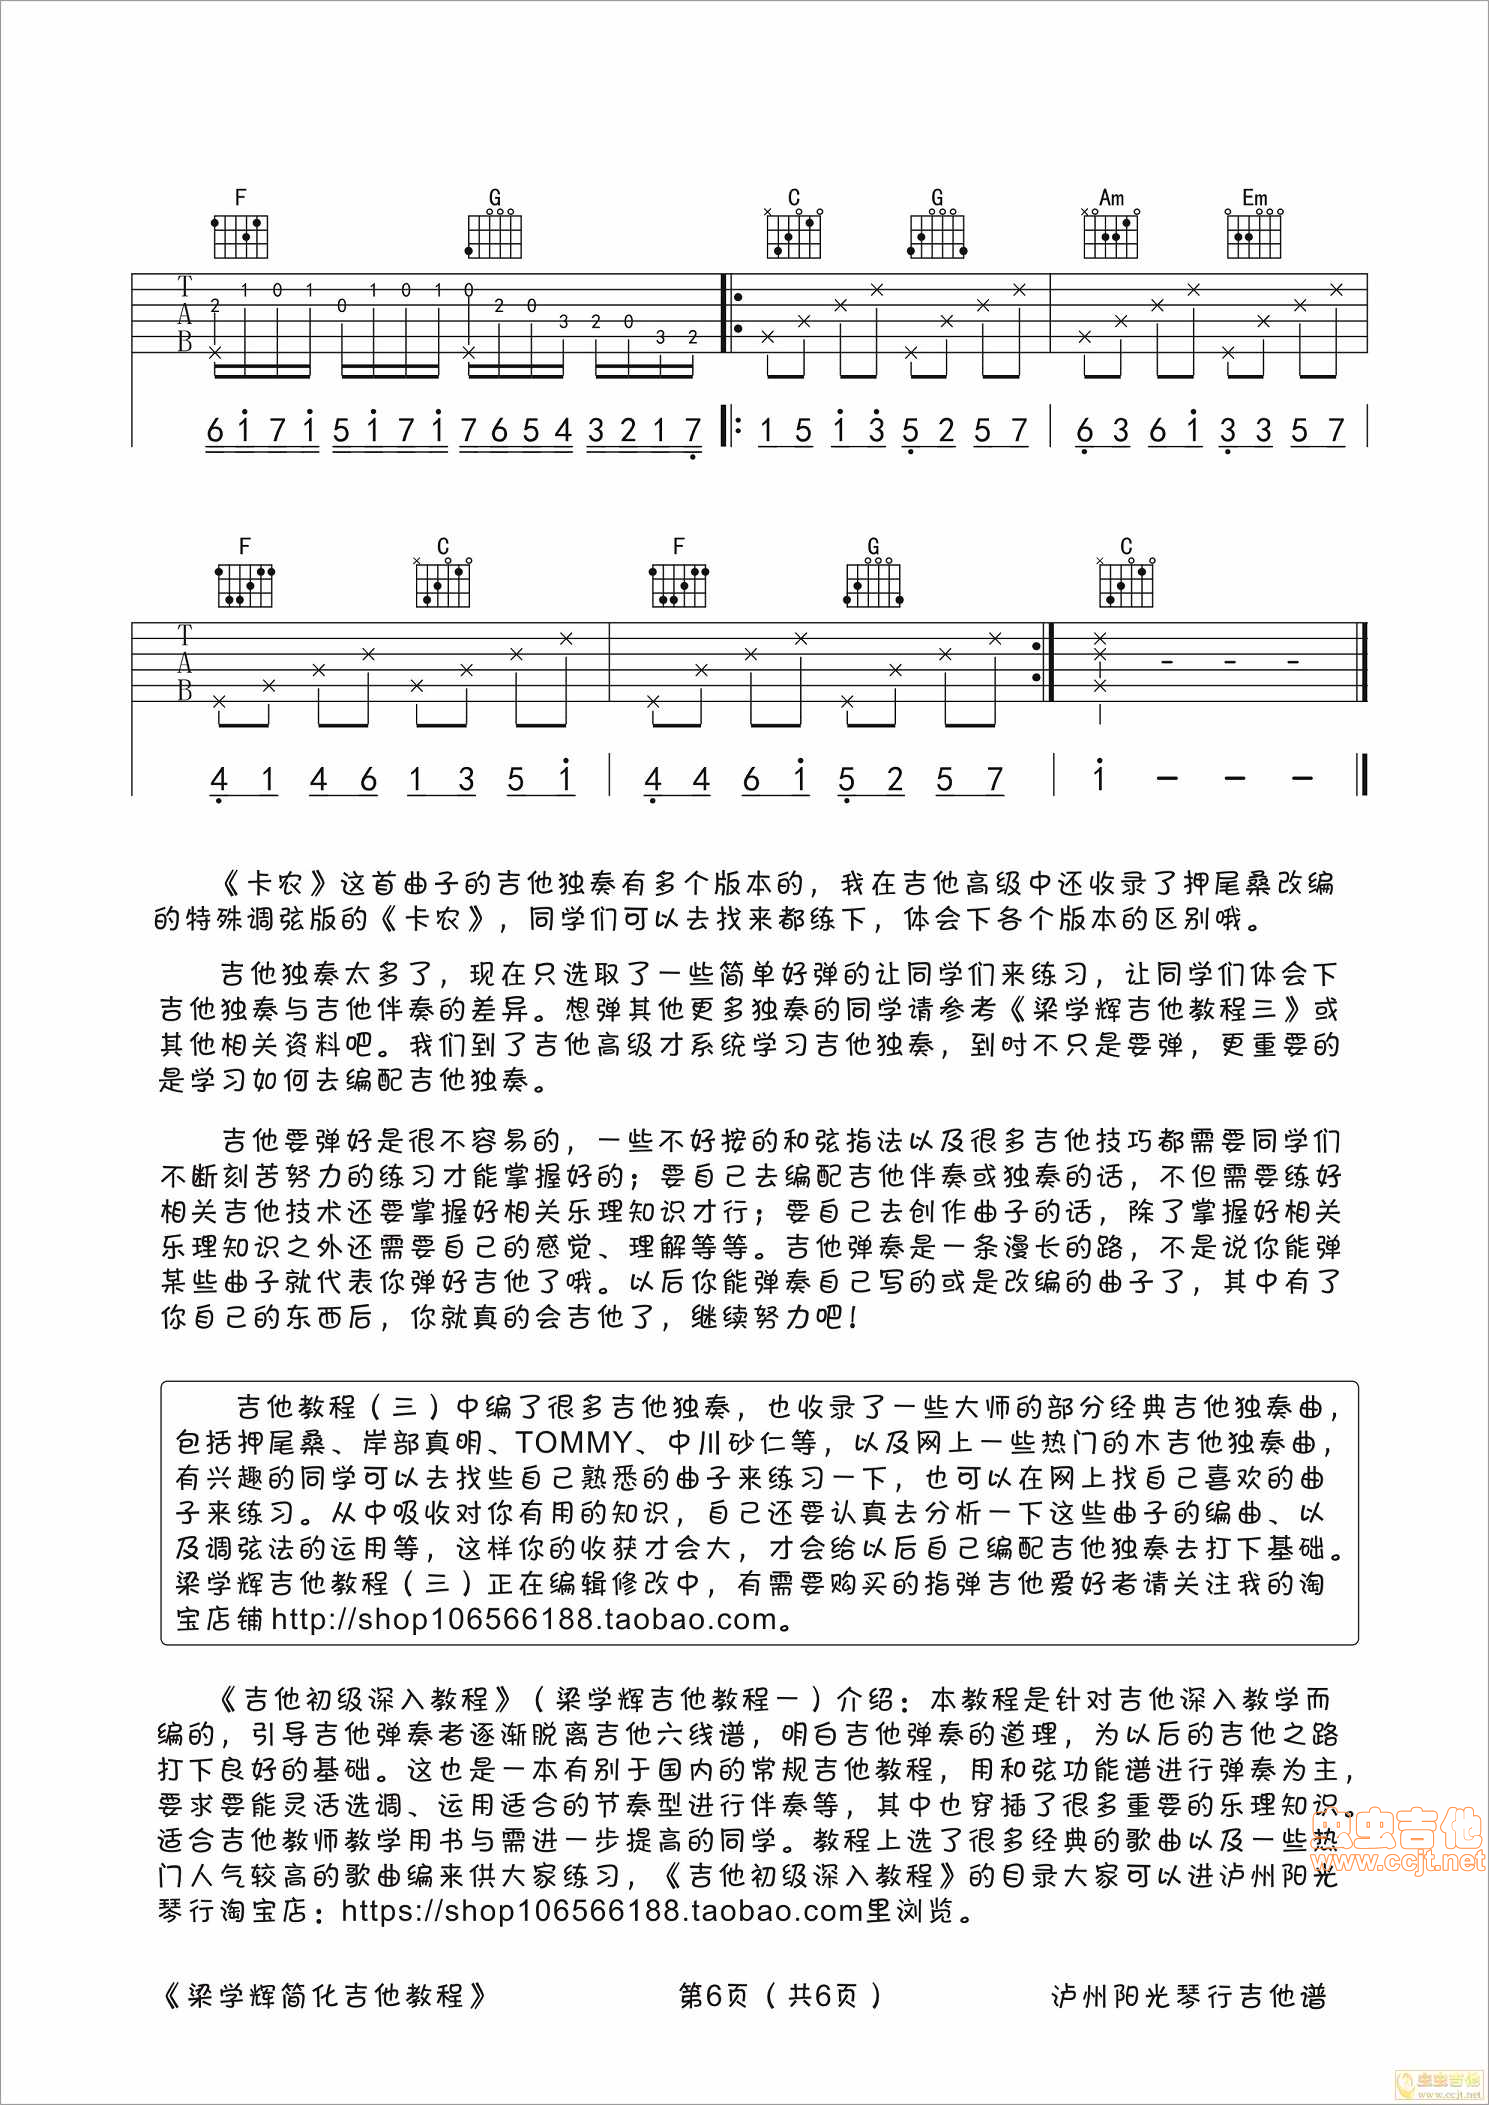 F G C G Am Em
T 1 0 1 1 0 1 0
A 2 0 2 0 3 2 0
B 3 2
6 1 7 1 5 1 7 1 7 6 5 4 3 2 1 7 1 5 1 3 5 2 5 7 6 3 6 1 3 3 5 7
F C F G C
T
A
B
4 1 4 6 1 3 5 1 4 4 6 1 5 2 5 7 1 - - -
《卡农》这首曲子的吉他独奏有多个版本的，我在吉他高级中还收录了押尾桑改编
的特殊调弦版的《卡农》，同学们可以去找来都练下，体会下各个版本的区别哦。
吉他独奏太多了，现在只选取了一些简单好弹的让同学们来练习，让同学们体会下
吉他独奏与吉他伴奏的差异。想弹其他更多独奏的同学请参考《梁学辉吉他教程三》或
其他相关资料吧。我们到了吉他高级才系统学习吉他独奏，到时不只是要弹，更重要的
是学习如何去编配吉他独奏。
吉他要弹好是很不容易的，一些不好按的和弦指法以及很多吉他技巧都需要同学们
不断刻苦努力的练习才能掌握好的；要自己去编配吉他伴奏或独奏的话，不但需要练好
相关吉他技术还要掌握好相关乐理知识才行；要自己去创作曲子的话，除了掌握好相关
乐理知识之外还需要自己的感觉、理解等等。吉他弹奏是一条漫长的路，不是说你能弹
某些曲子就代表你弹好吉他了哦。以后你能弹奏自己写的或是改编的曲子了，其中有了
你自己的东西后，你就真的会吉他了，继续努力吧！
吉他教程（三）中编了很多吉他独奏，也收录了一些大师的部分经典吉他独奏曲，
包括押尾桑、岸部真明、TOMMY、中川砂仁等，以及网上一些热门的木吉他独奏曲，
有兴趣的同学可以去找些自己熟悉的曲子来练习一下，也可以在网上找自己喜欢的曲
子来练习。从中吸收对你有用的知识，自己还要认真去分析一下这些曲子的编曲、以
及调弦法的运用等，这样你的收获才会大，才会给以后自己编配吉他独奏去打下基础。
梁学辉吉他教程（三）正在编辑修改中，有需要购买的指弹吉他爱好者请关注我的淘
宝店铺 http://shop106566188.taobao.com。
《吉他初级深入教程》（梁学辉吉他教程一）介绍：本教程是针对吉他深入教学而
编的，引导吉他弹奏者逐渐脱离吉他六线谱，明白吉他弹奏的道理，为以后的吉他之路
打下良好的基础。这也是一本有别于国内的常规吉他教程，用和弦功能谱进行弹奏为主，
要求要能灵活选调、运用适合的节奏型进行伴奏等，其中也穿插了很多重要的乐理知识。
适合吉他教师教学用书与需进一步提高的同学。教程上选了很多经典的歌曲以及一些热
门人气较高的歌曲编来供大家练习，《吉他初级深入教程》的目录大家可以进泸州阳光
琴行淘宝店：https://shop106566188.taobao.com里浏览。
虫虫吉他
www.ccjt.net
《梁学辉简化吉他教程》 第6页（共6页） 泸州阳光琴行吉他谱
虫虫吉他
www.ccjt.net